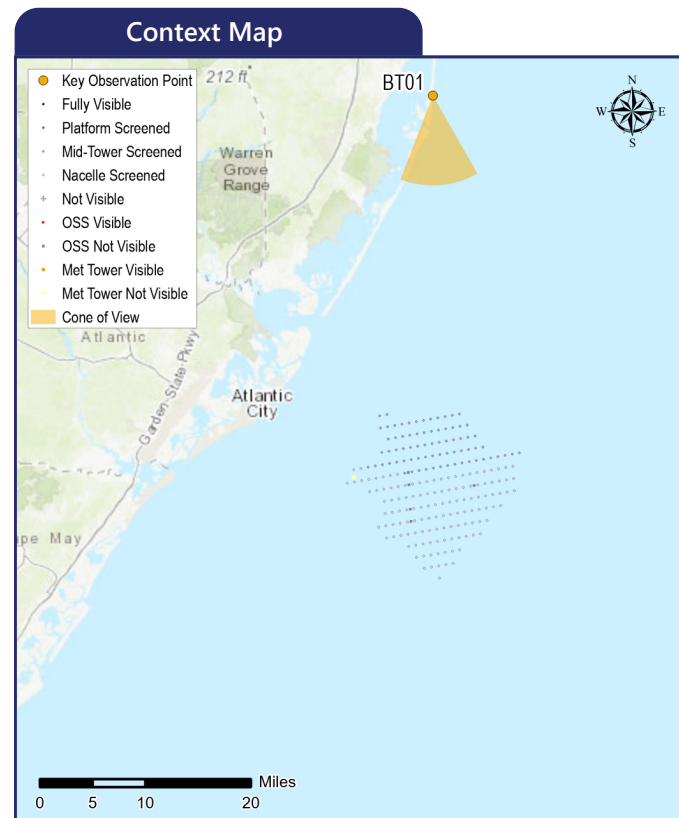 Context Map
Key Observation Point
Fully Visible
Platform Screened
Mid-Tower Screened
Nacelle Screened
Not Visible
OSS Visible
OSS Not Visible
Met Tower Visible
Met Tower Not Visible
Cone of View
212 ft
BT01
N
W
E
S
Warren
Grove
Range
Atlantic
Garden-State-Pkwy
Atlantic
City
ape May
Miles
0 5 10 20